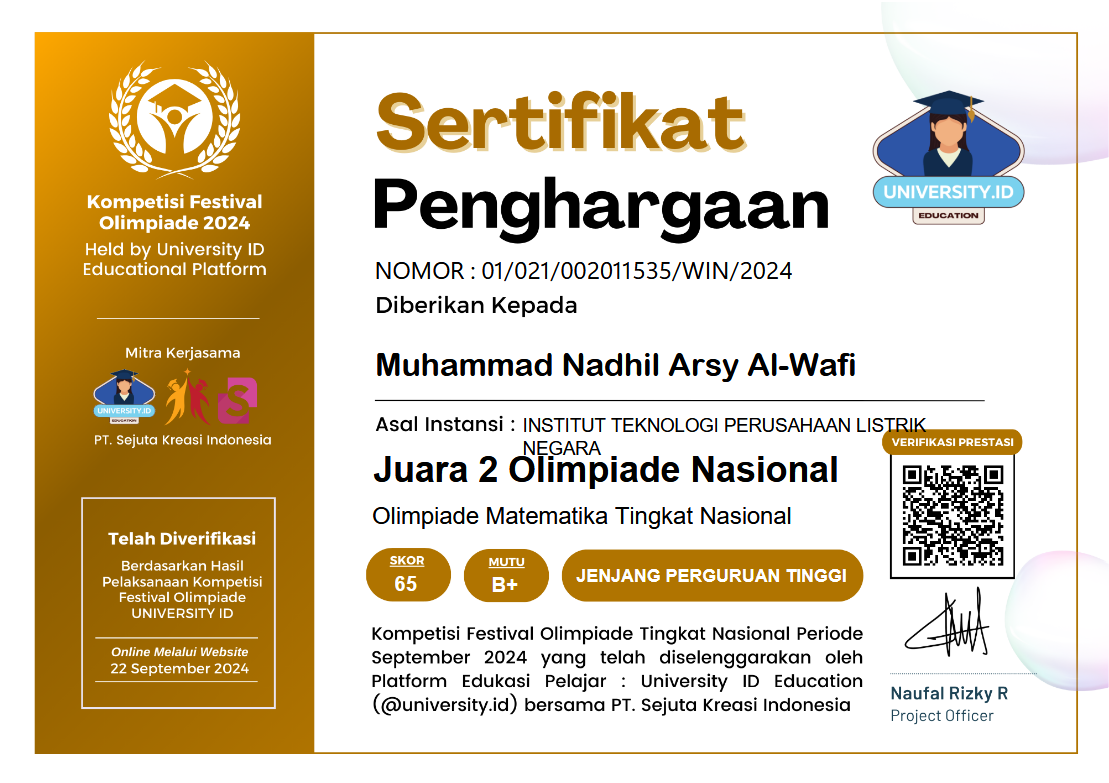 Kompetisi Festival
Olimpiade 2024
Held by University ID
Educational Platform
Mitra Kerjasama
UNIVERSITY.ID
EDUCATION
S
PT. Sejuta Kreasi Indonesia
Telah Diverifikasi
Berdasarkan Hasil
Pelaksanaan Kompetisi
Festival Olimpiade
UNIVERSITY ID
Online Melalui Website
22 September 2024
Sertifikat
Penghargaan
UNIVERSITY.ID
EDUCATION
NOMOR : 01/021/002011535/WIN/2024
Diberikan Kepada
Muhammad Nadhil Arsy Al-Wafi
Asal Instansi : INSTITUT TEKNOLOGI PERUSAHAAN LISTRIK
NEGARA
Juara 2 Olimpiade Nasional
Olimpiade Matematika Tingkat Nasional
SKOR
65
MUTU
B+
JENJANG PERGURUAN TINGGI
VERIFIKASI PRESTASI
Kompetisi Festival Olimpiade Tingkat Nasional Periode
September 2024 yang telah diselenggarakan oleh
Platform Edukasi Pelajar : University ID Education
(@university.id) bersama PT. Sejuta Kreasi Indonesia
Naufal Rizky R
Project Officer